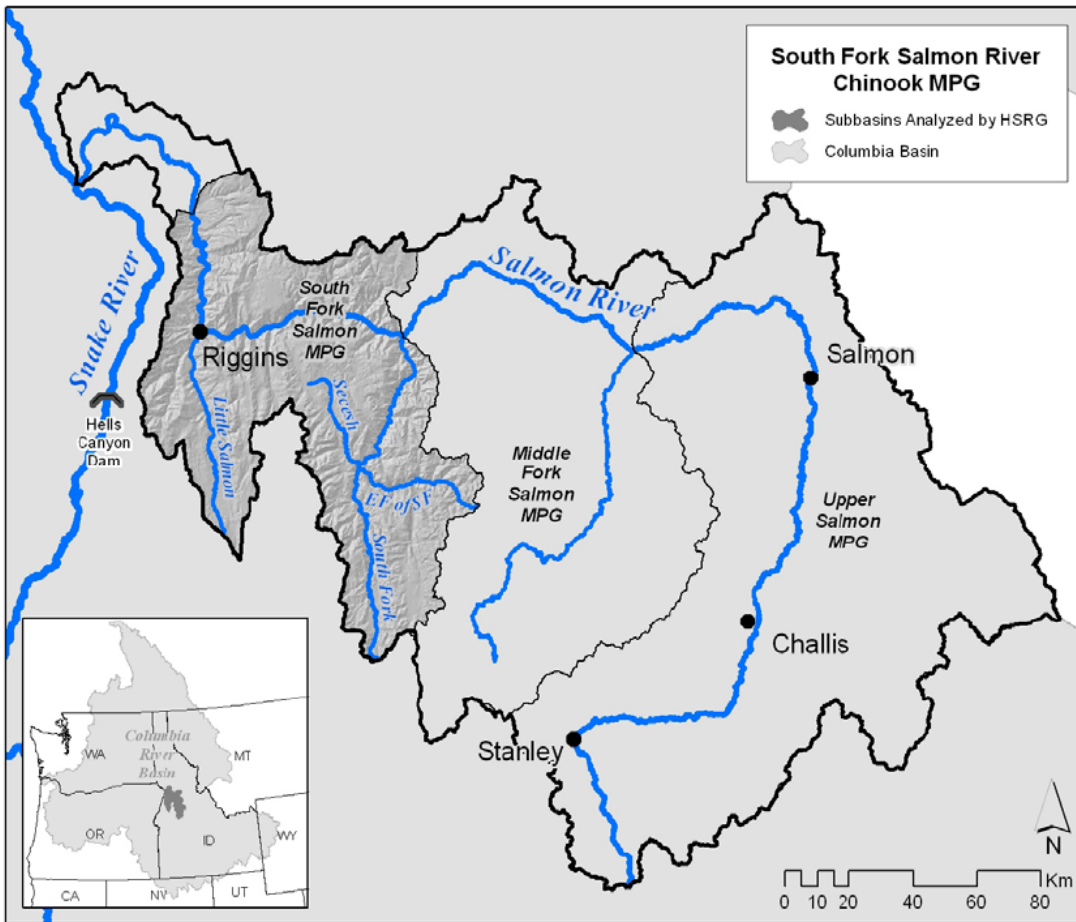 South Fork Salmon River
Chinook MPG
Subbasins Analyzed by HSRG
Columbia Basin
Snake River
Salmon River
South
Fork
Salmon
MPG
Riggins
Salmon
Hells
Canyon
Dam
Little Salmon
Secesh
EF of SF
South Fork
Middle
Fork
Salmon
MPG
Upper
Salmon
MPG
Challis
Stanley
WA
Columbia
River
Basin
MT
OR
ID
WY
CA
NV
UT
N
Km
0 10 20 40 60 80